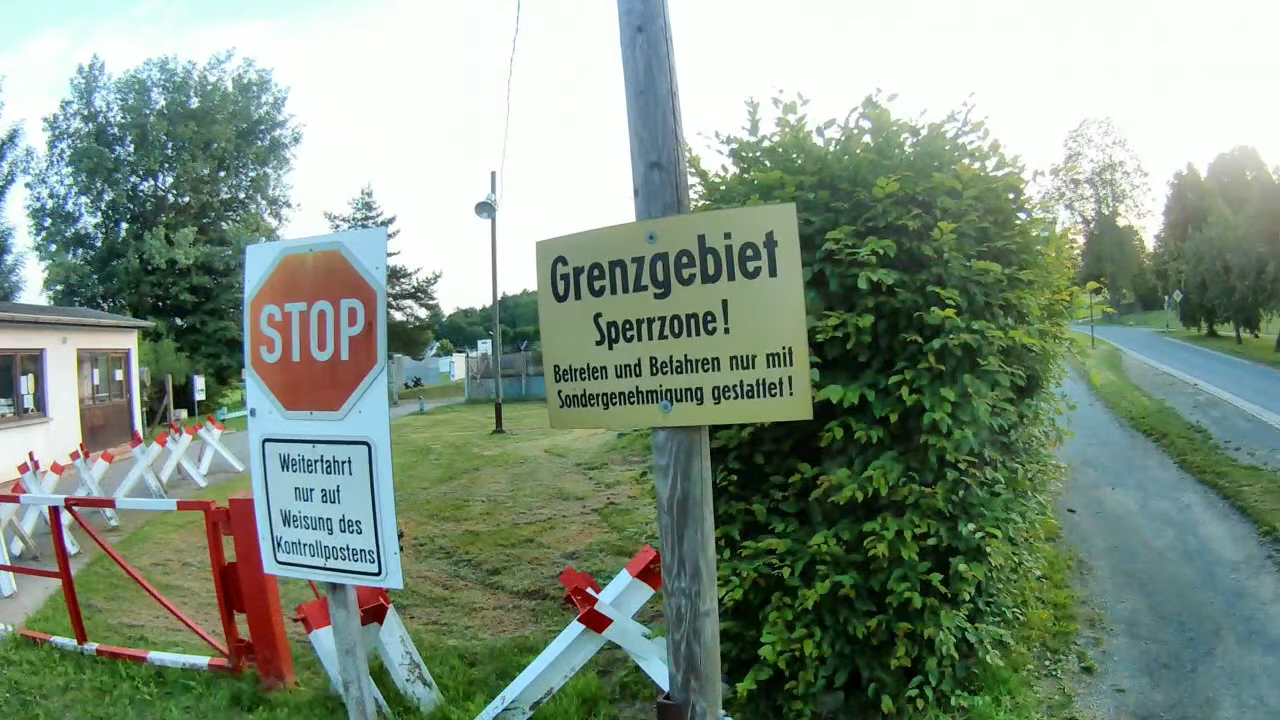 STOP
Weiterfahrt
nur auf
Weisung des
Kontrollpostens
Grenzgebiet
Sperrzone!
Betreten und Befahren nur mit
Sondergenehmigung gestattet!